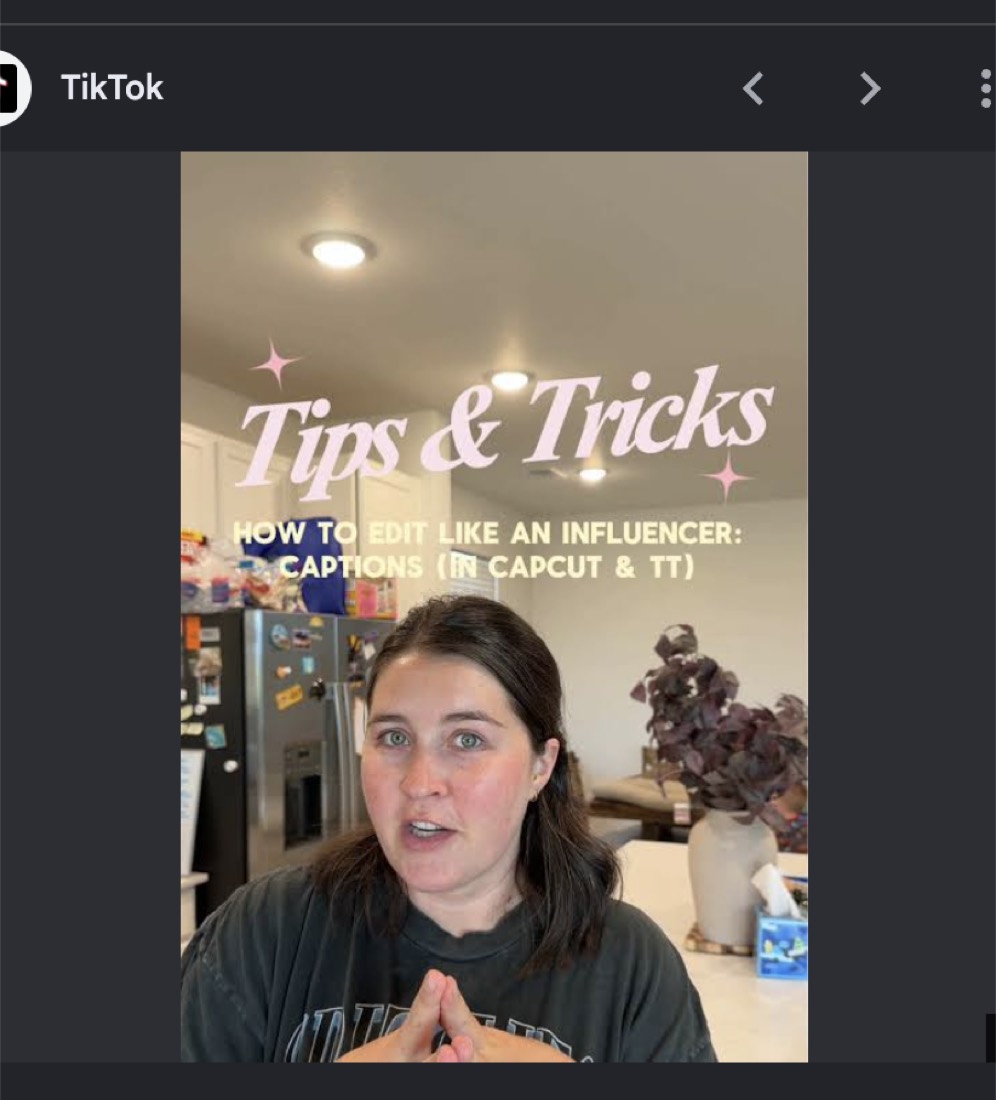 TikTok
Tips & Tricks
HOW TO EDIT LIKE AN INFLUENCER:
CAPTIONS (IN CAPCUT & TT)